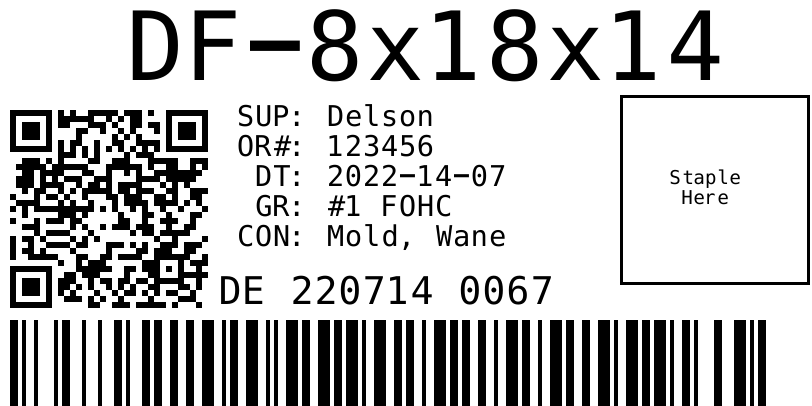 DF-8x18x14
SUP: Delson
OR#: 123456
DT: 2022-14-07
GR: #1 FOHC
CON: Mold, Wane
Staple
Here
DE 220714 0067